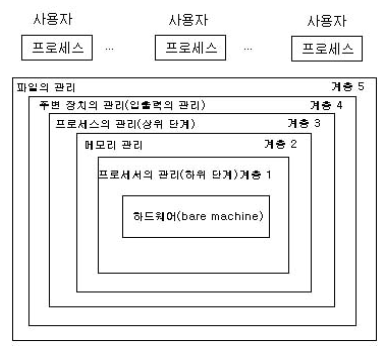 사용자 사용자 사용자
프로세스 ... 프로세스 ... 프로세스
파일의 관리 계층 5
주변 장치의 관리(입출력의 관리) 계층 4
프로세스의 관리(상위 단계) 계층 3
메모리 관리 계층 2
프로세서의 관리(하위 단계)계층 1
하드웨어(bare machine)